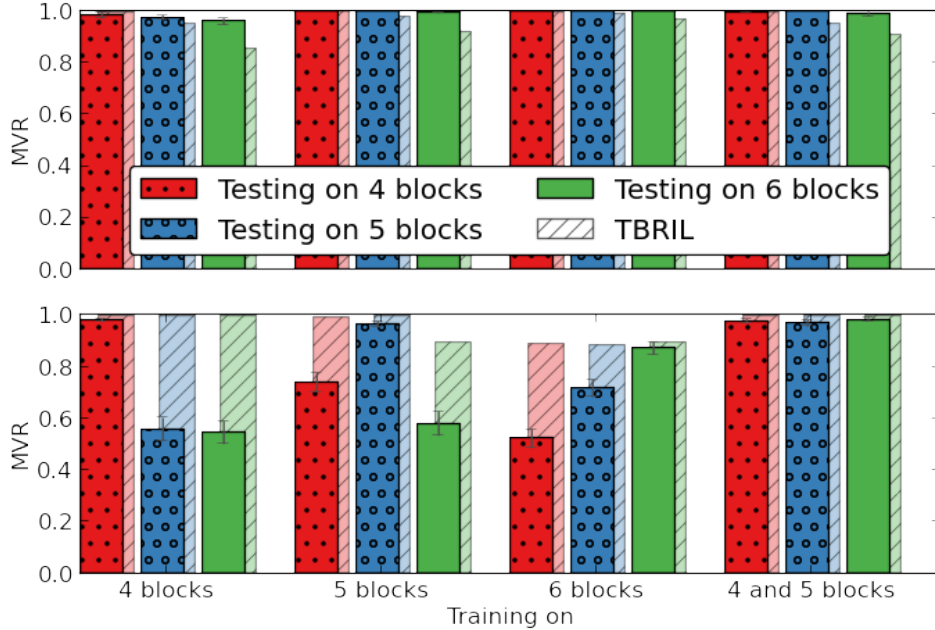 1.0
0.8
0.6
0.4
0.2
0.0
MVR
Testing on 4 blocks
Testing on 5 blocks
Testing on 6 blocks
TBRIL
1.0
0.8
0.6
0.4
0.2
0.0
MVR
4 blocks
5 blocks
6 blocks
4 and 5 blocks
Training on